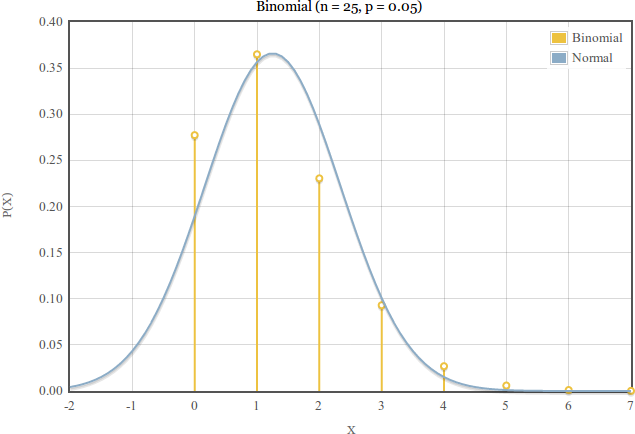 Binomial (n = 25, p = 0.05)
0.40
0.35
0.30
0.25
0.20
0.15
0.10
0.05
0.00
P(X)
Binomial
Normal
-2 -1 0 1 2 3 4 5 6 7
X